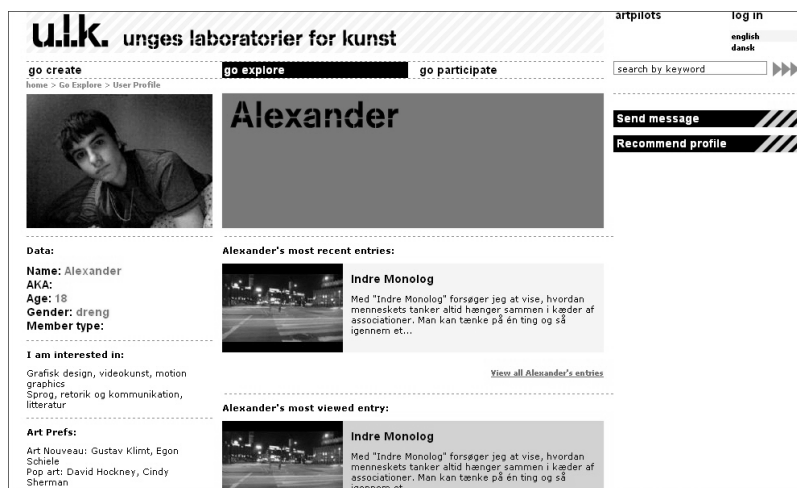 u.l.k. unges laboratorier for kunst
artpilots
log in
english
dansk
go create
go explore
go participate
search by keyword
home > Go Explore > User Profile
Alexander
Send message
Recommend profile
Data:
Name: Alexander
AKA:
Age: 18
Gender: dreng
Member type:
I am interested in:
Grafisk design, videokunst, motion
graphics
Sprog, retorik og kommunikation,
litteratur
Art Prefs:
Art Nouveau: Gustav Klimt, Egon
Schiele
Pop art: David Hockney, Cindy
Sherman
Alexander's most recent entries:
Indre Monolog
Med "Indre Monolog" forsøger jeg at vise, hvordan
menneskets tanker altid hænger sammen i kæder af
associationer. Man kan tænke på én ting og så
igennem et...
View all Alexander's entries
Alexander's most viewed entry:
Indre Monolog
Med "Indre Monolog" forsøger jeg at vise, hvordan
menneskets tanker altid hænger sammen i kæder af
associationer. Man kan tænke på én ting og så
igennem et...